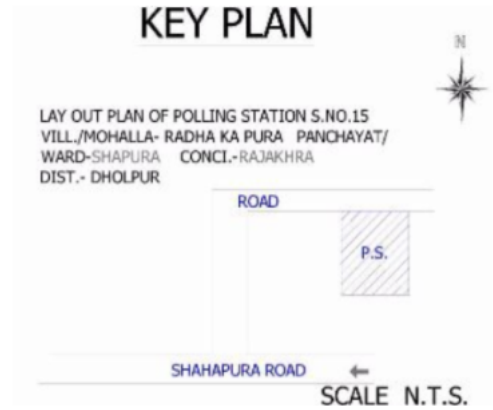 KEY PLAN
N
LAY OUT PLAN OF POLLING STATION S.NO.15
VILL./MOHALLA- RADHA KA PURA PANCHAYAT/
WARD-SHAPURA CONCI.-RAJAKHRA
DIST.- DHOLPUR
ROAD
P.S.
SHAHAPURA ROAD
SCALE N.T.S.